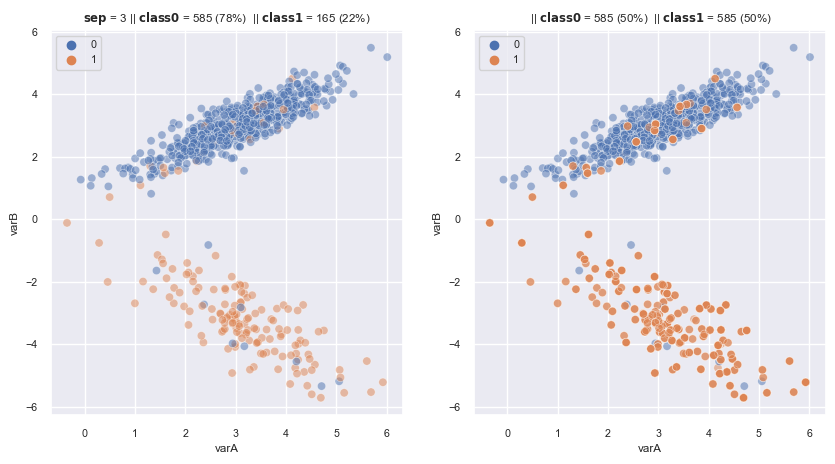 sep = 3 || class0 = 585 (78%) || class1 = 165 (22%)
0
1
6
4
2
0
−2
−4
−6
varB
0 1 2 3 4 5 6
varA
|| class0 = 585 (50%) || class1 = 585 (50%)
0
1
6
4
2
0
−2
−4
−6
varB
0 1 2 3 4 5 6
varA